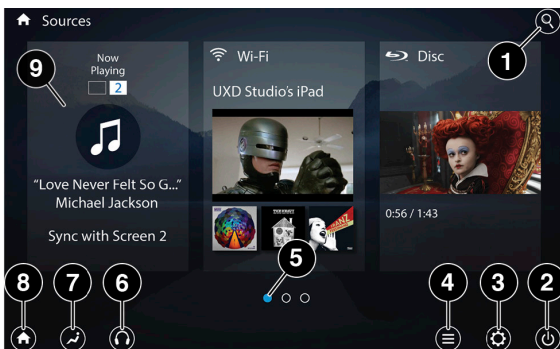 Sources
1
9
Now
Playing
2
Wi-Fi
Disc
UXD Studio's iPad
"Love Never Felt So G..."
Michael Jackson
0:56 / 1:43
Sync with Screen 2
5
8
7
6
4
3
2